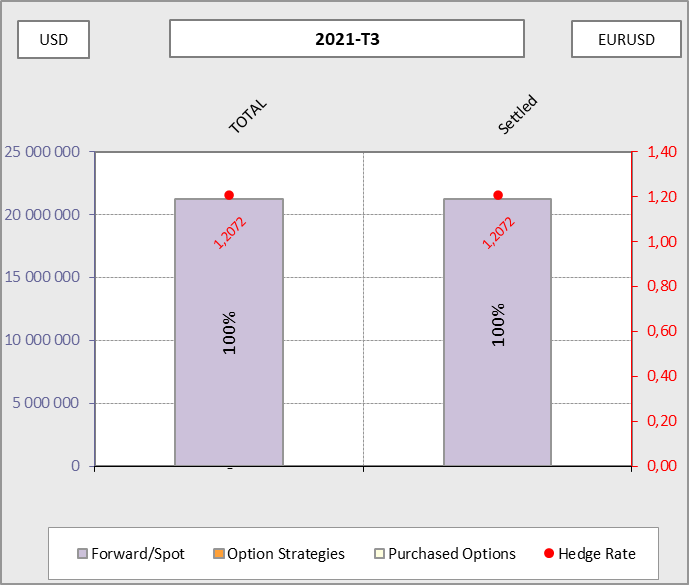 USD
2021-T3
EURUSD
TOTAL
Settled
25 000 000
20 000 000
15 000 000
10 000 000
5 000 000
0
1,40
1,20
1,00
0,80
0,60
0,40
0,20
0,00
1,2072
1,2072
100%
100%
-
Forward/Spot
Option Strategies
Purchased Options
Hedge Rate